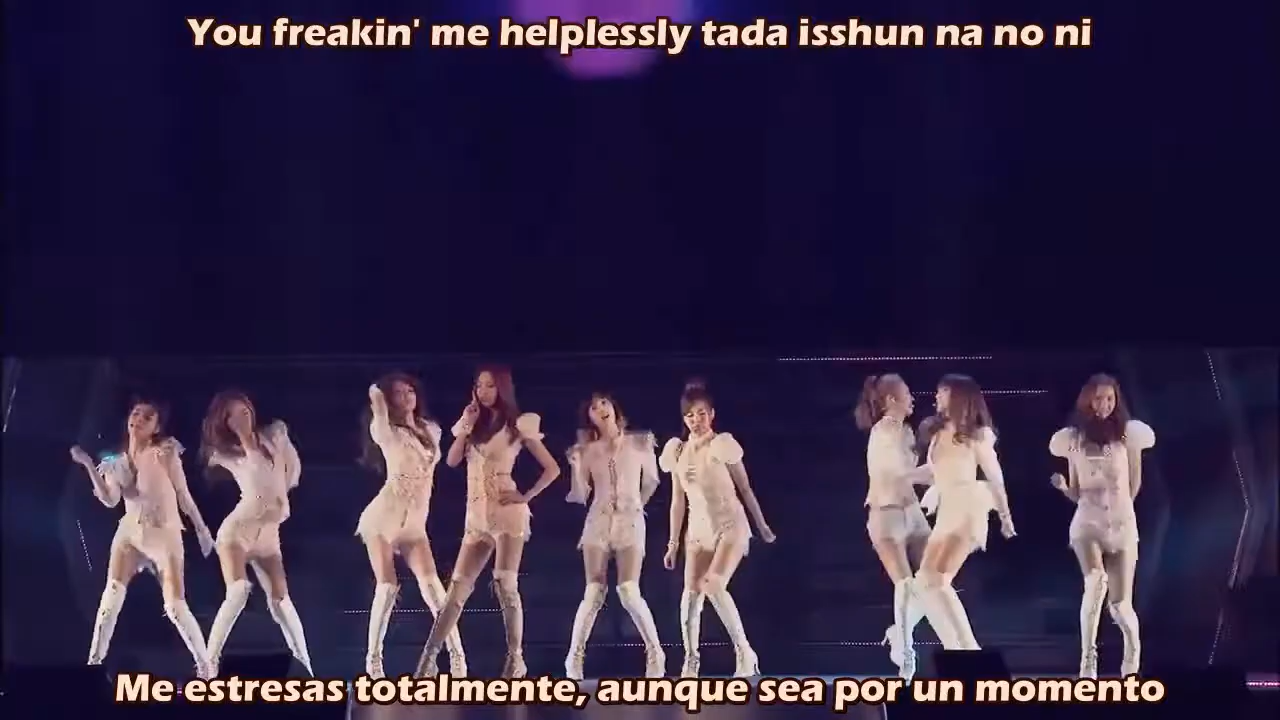 You freakin' me helplessly tada isshun na no ni
Me estresas totalmente, aunque sea por un momento